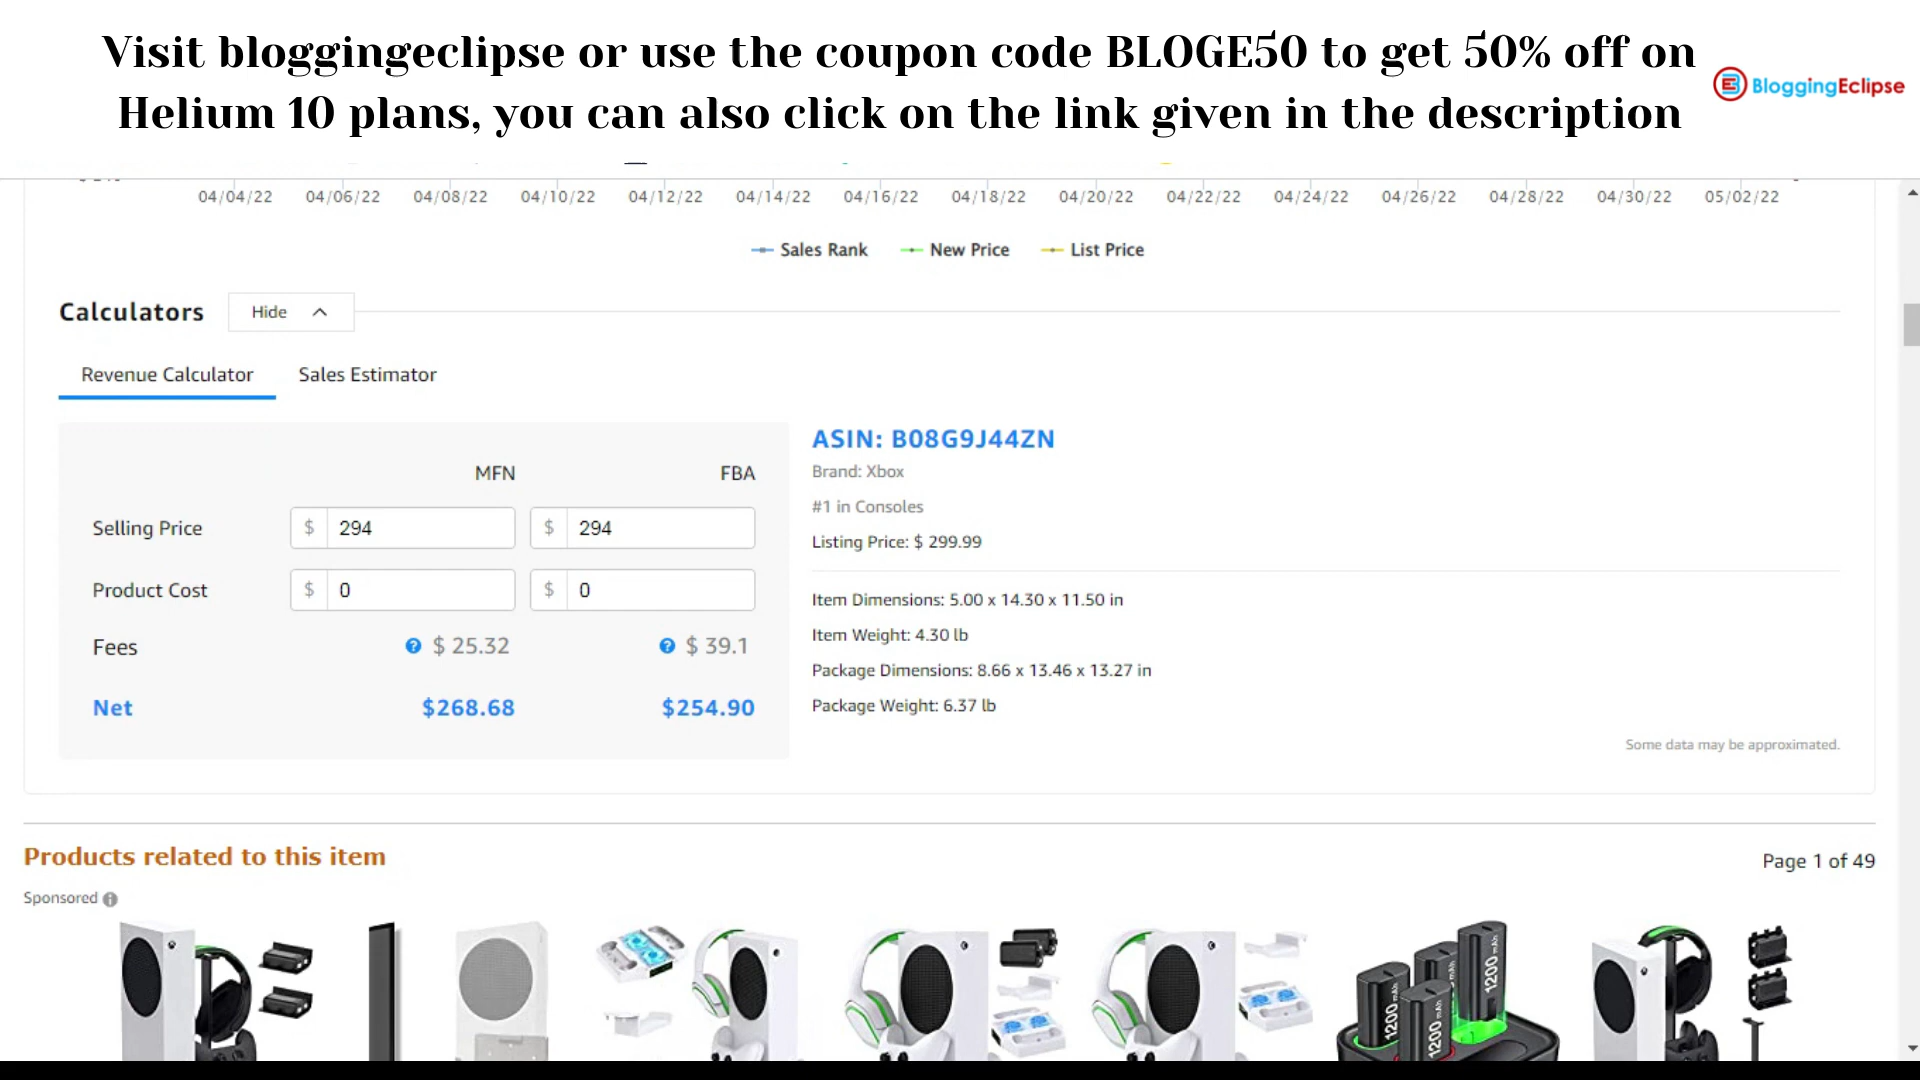 Visit bloggingeclipse or use the coupon code BLOGE50 to get 50% off on
Helium 10 plans, you can also click on the link given in the description
BloggingEclipse
04/04/22 04/06/22 04/08/22 04/10/22 04/12/22 04/14/22 04/16/22 04/18/22 04/20/22 04/22/22 04/24/22 04/26/22 04/28/22 04/30/22 05/02/22
Sales Rank New Price List Price
Calculators Hide
Revenue Calculator Sales Estimator
MFN FBA
Selling Price $ 294 $ 294
Product Cost $ 0 $ 0
Fees ? $ 25.32 ? $ 39.1
Net $268.68 $254.90
ASIN: B08G9J44ZN
Brand: Xbox
#1 in Consoles
Listing Price: $ 299.99
Item Dimensions: 5.00 x 14.30 x 11.50 in
Item Weight: 4.30 lb
Package Dimensions: 8.66 x 13.46 x 13.27 in
Package Weight: 6.37 lb
Some data may be approximated.
Products related to this item
Page 1 of 49
Sponsored
1200 mAh
1200
1200